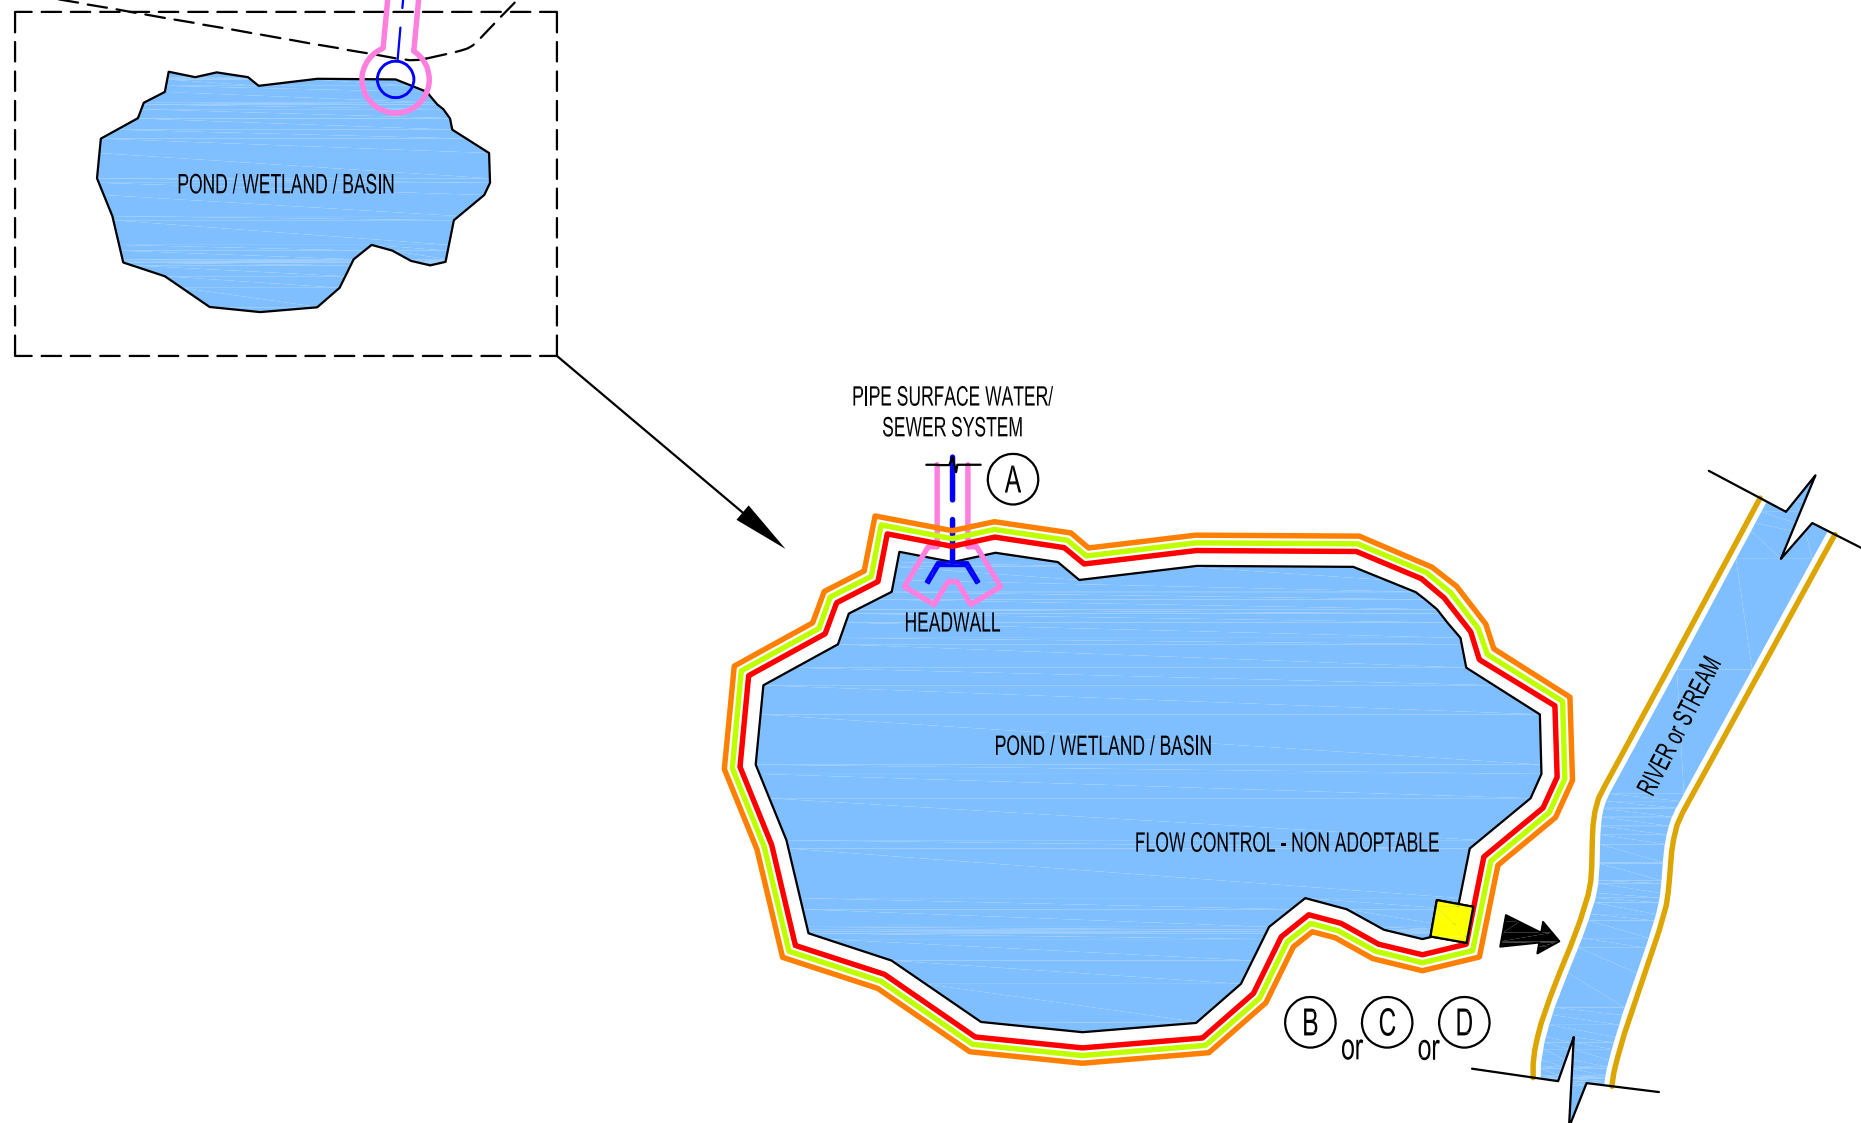 POND / WETLAND / BASIN
PIPE SURFACE WATER/
SEWER SYSTEM
A
HEADWALL
POND / WETLAND / BASIN
RIVER or STREAM
FLOW CONTROL - NON ADOPTABLE
B or C or D